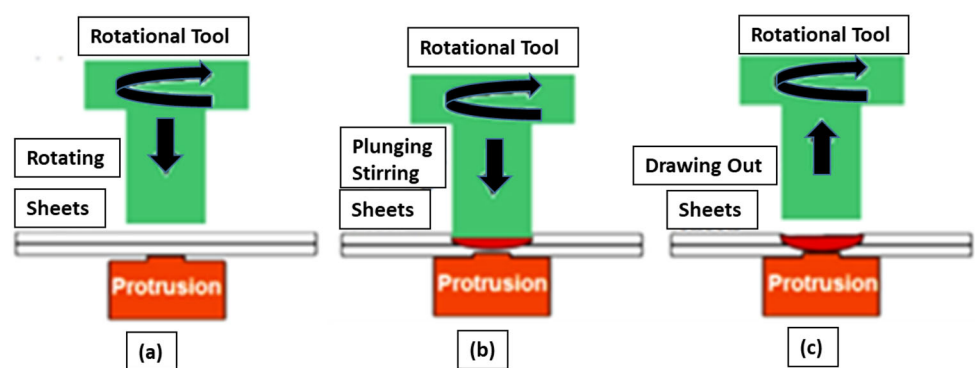 Rotational Tool
Rotating
Sheets
Protrusion
(a)
Rotational Tool
Plunging
Stirring
Sheets
Protrusion
(b)
Rotational Tool
Drawing Out
Sheets
Protrusion
(c)